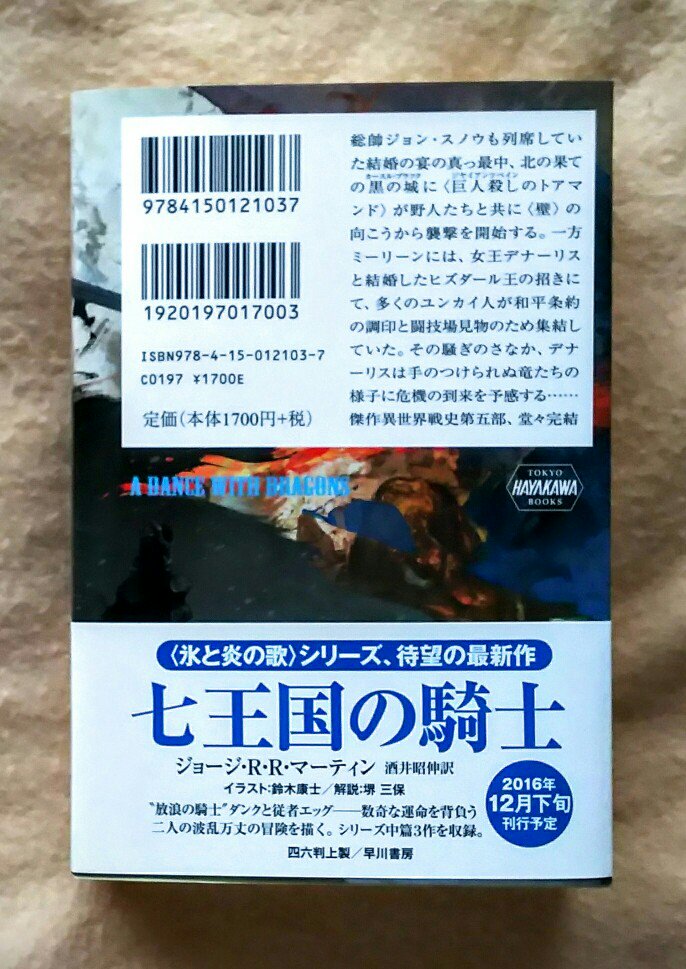 9784150121037
1920197017003
ISBN978-4-15-012103-7
C0197 ¥1700E
定価(本体1700円+税)
総帥ジョン・スノウも列席してい
た結婚の宴の真っ最中、北の果て
カースル・ブラック
ジャイアンツベイン
の黒の城に〈巨人殺しのトアマ
ンド〉が野人たちと共に〈壁〉の
向こうから襲撃を開始する。一方
ミーリーンには、女王デナーリス
と結婚したヒズダール王の招きに
て、多くのユンカイ人が和平条約
の調印と闘技場見物のため集結し
ていた。その騒ぎのさなか、デナ
ーリスは手のつけられぬ竜たちの
様子に危機の到来を予感する……
傑作異世界戦史第五部、堂々完結
A DANCE WITH DRAGONS
TOKYO
HAYAKAWA
BOOKS
〈氷と炎の歌〉シリーズ、待望の最新作
七王国の騎士
ジョージ・R・R・マーティン 酒井昭伸訳
イラスト:鈴木康士/解説:堺 三保
“放浪の騎士”ダンクと従者エッグ——数奇な運命を背負う
二人の波乱万丈の冒険を描く。シリーズ中篇3作を収録。
四六判上製/早川書房
2016年
12月下旬
刊行予定